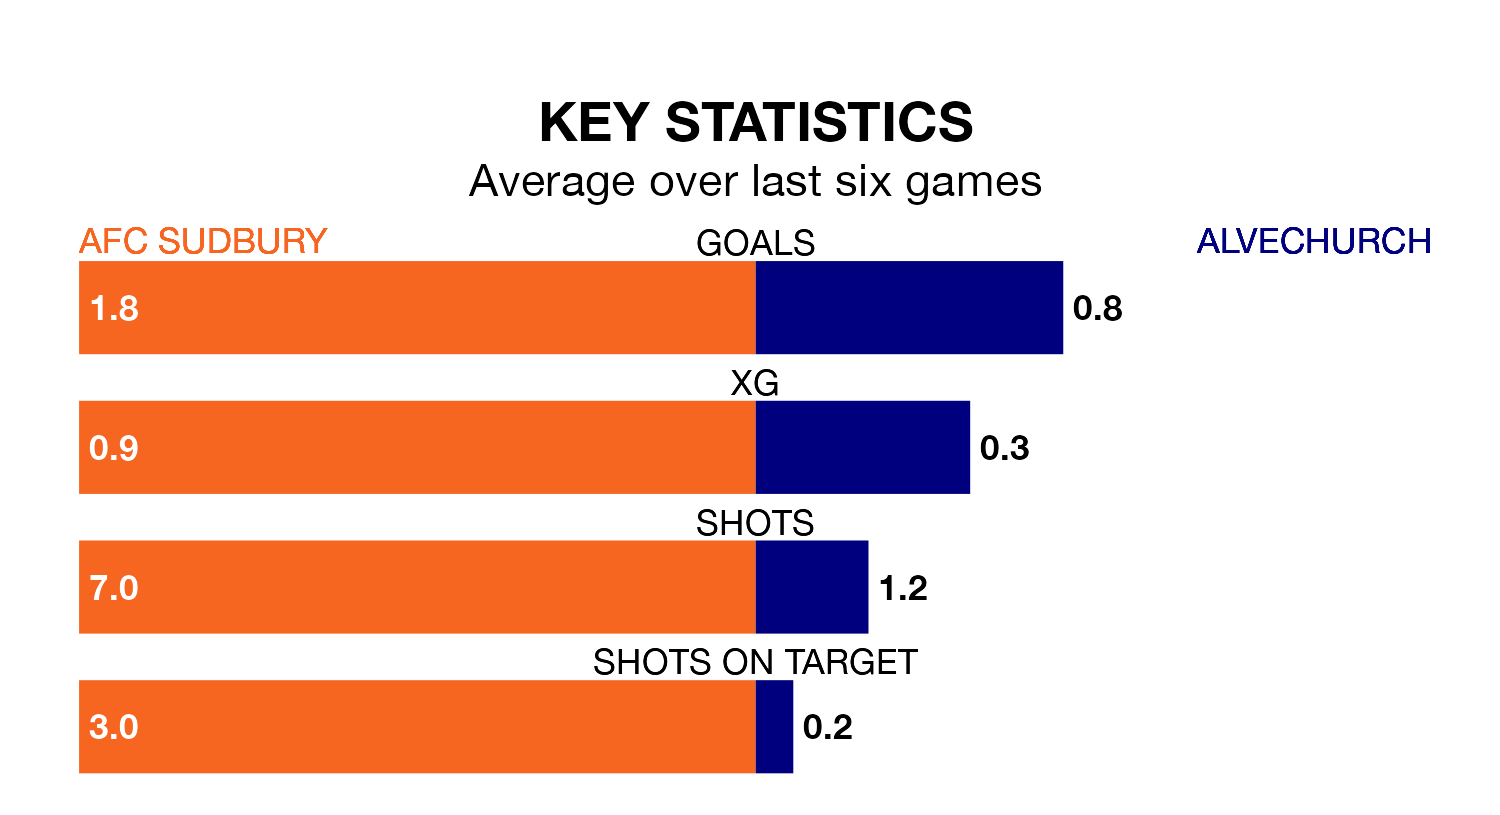 KEY STATISTICS
Average over last six games
AFC SUDBURY GOALS ALVECHURCH
1.8 0.8
XG
0.9 0.3
SHOTS
7.0 1.2
SHOTS ON TARGET
3.0 0.2